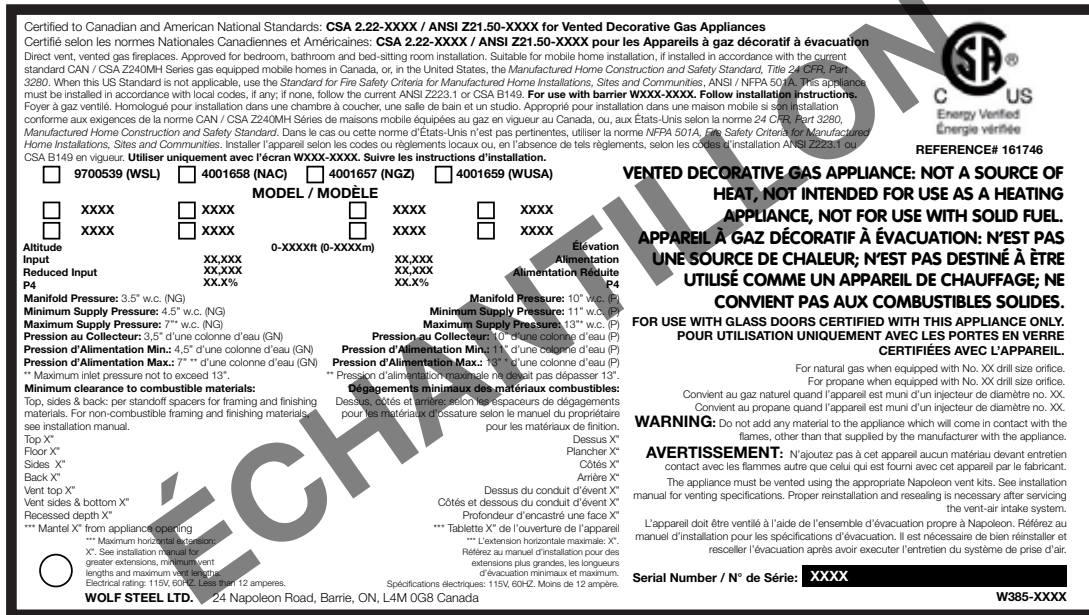 Certified to Canadian and American National Standards: CSA 2.22-XXXX / ANSI Z21.50-XXXX for Vented Decorative Gas Appliances
Certifié selon les normes Nationales Canadiennes et Américaines: CSA 2.22-XXXX / ANSI Z21.50-XXXX pour les Appareils à gaz décoratif à évacuation
Direct vent, vented gas fireplaces. Approved for bedroom, bathroom and bed-sitting room installation. Suitable for mobile home installation, if installed in accordance with the current
standard CAN / CSA Z240MH Series gas equipped mobile homes in Canada, or, in the United States, the Manufactured Home Construction and Safety Standard, Title 24 CFR, Part
3280. When this US Standard is not applicable, use the Standard for Fire Safety Criteria for Manufactured Home Installations, Sites and Communities, ANSI / NFPA 501A. This appliance
must be installed in accordance with local codes, if any; if none, follow the current ANSI Z223.1 or CSA B149. For use with barrier WXXX-XXXX. Follow installation instructions.
Foyer à gaz ventilé. Homologué pour installation dans une chambre à coucher, une salle de bain et un studio. Approprié pour installation dans une maison mobile si son installation
conforme aux exigences de la norme CAN / CSA Z240MH Séries de maisons mobile équipées au gaz en vigueur au Canada, ou, aux États-Unis selon la norme 24 CFR, Part 3280,
Manufactured Home Construction and Safety Standard. Dans le cas ou cette norme d'États-Unis n'est pas pertinentes, utiliser la norme NFPA 501A, Fire Safety Criteria for Manufactured
Home Installations, Sites and Communities. Installer l'appareil selon les codes ou règlements locaux ou, en l'absence de tels règlements, selon les codes d'installation ANSI Z223.1 ou
CSA B149 en vigueur. Utiliser uniquement avec l'écran WXXX-XXXX. Suivre les instructions d'installation.
CSA
C US
Energy Verified
Énergie vérifiée
REFERENCE# 161746
9700539 (WSL) 4001658 (NAC) 4001657 (NGZ) 4001659 (WUSA)
MODEL / MODÈLE
XXXX XXXX XXXX XXXX
XXXX XXXX XXXX XXXX
Altitude 0-XXXXft (0-XXXXm) Élévation
Input XX,XXX XX,XXX Alimentation
Reduced Input XX,XXX XX,XXX Alimentation Réduite
P4 XX.X% XX.X% P4
Manifold Pressure: 3.5" w.c. (NG) Manifold Pressure: 10" w.c. (P)
Minimum Supply Pressure: 4.5" w.c. (NG) Minimum Supply Pressure: 11" w.c. (P)
Maximum Supply Pressure: 7"* w.c. (NG) Maximum Supply Pressure: 13"* w.c. (P)
Pression au Collecteur: 3,5" d'une colonne d'eau (GN) Pression au Collecteur: 10" d'une colonne d'eau (P)
Pression d'Alimentation Min.: 4,5" d'une colonne d'eau (GN) Pression d'Alimentation Min.: 11" d'une colonne d'eau (P)
Pression d'Alimentation Max.: 7" ** d'une colonne d'eau (GN) Pression d'Alimentation Max.: 13" * d'une colonne d'eau (P)
** Maximum inlet pressure not to exceed 13". ** Pression d'alimentation maximale ne devait pas dépasser 13".
Minimum clearance to combustible materials: Dégagements minimaux des matériaux combustibles:
Top, sides & back: per standoff spacers for framing and finishing
materials. For non-combustible framing and finishing materials,
see installation manual.
Dessus, côtés et arrière: selon les espaceurs de dégagements
pour les matériaux d'ossature selon le manuel du propriétaire
pour les matériaux de finition.
Top X" Dessus X"
Floor X" Plancher X"
Sides X" Côtés X"
Back X" Arrière X"
Vent top X" Dessus du conduit d'évent X"
Vent sides & bottom X" Côtés et dessous du conduit d'évent X"
Recessed depth X" Profondeur d'encastré une face X"
*** Mantel X" from appliance opening *** Tablette X" de l'ouverture de l'appareil
*** Maximum horizontal extension:
X". See installation manual for
greater extensions, minimum vent
lengths and maximum vent lengths.
Electrical rating: 115V, 60HZ. Less than 12 amperes.
*** L'extension horizontale maximale: X".
Référez au manuel d'installation pour des
extensions plus grandes, les longueurs
d'évacuation minimaux et maximum.
Spécifications électriques: 115V, 60HZ. Moins de 12 ampère.
WOLF STEEL LTD. 24 Napoleon Road, Barrie, ON, L4M 0G8 Canada
VENTED DECORATIVE GAS APPLIANCE: NOT A SOURCE OF
HEAT, NOT INTENDED FOR USE AS A HEATING
APPLIANCE, NOT FOR USE WITH SOLID FUEL.
APPAREIL À GAZ DÉCORATIF À ÉVACUATION: N'EST PAS
UNE SOURCE DE CHALEUR; N'EST PAS DESTINÉ À ÈTRE
UTILISÉ COMME UN APPAREIL DE CHAUFFAGE; NE
CONVIENT PAS AUX COMBUSTIBLES SOLIDES.
FOR USE WITH GLASS DOORS CERTIFIED WITH THIS APPLIANCE ONLY.
POUR UTILISATION UNIQUEMENT AVEC LES PORTES EN VERRE
CERTIFIÉES AVEC L'APPAREIL.
For natural gas when equipped with No. XX drill size orifice.
For propane when equipped with No. XX drill size orifice.
Convient au gaz naturel quand l'appareil est muni d'un injecteur de diamètre no. XX.
Convient au propane quand l'appareil est muni d'un injecteur de diamètre no. XX.
WARNING: Do not add any material to the appliance which will come in contact with the
flames, other than that supplied by the manufacturer with the appliance.
AVERTISSEMENT: N'ajoutez pas à cet appareil aucun matériau devant entretien
contact avec les flammes autre que celui qui est fourni avec cet appareil par le fabricant.
The appliance must be vented using the appropriate Napoleon vent kits. See installation
manual for venting specifications. Proper reinstallation and resealing is necessary after servicing
the vent-air intake system.
L'appareil doit être ventilé à l'aide de l'ensemble d'évacuation propre à Napoleon. Référez au
manuel d'installation pour les spécifications d'évacuation. Il est nécessaire de bien réinstaller et
resceller l'évacuation après avoir executer l'entretien du système de prise d'air.
Serial Number / N° de Série: XXXX
W385-XXXX
ÉCHANTILLON